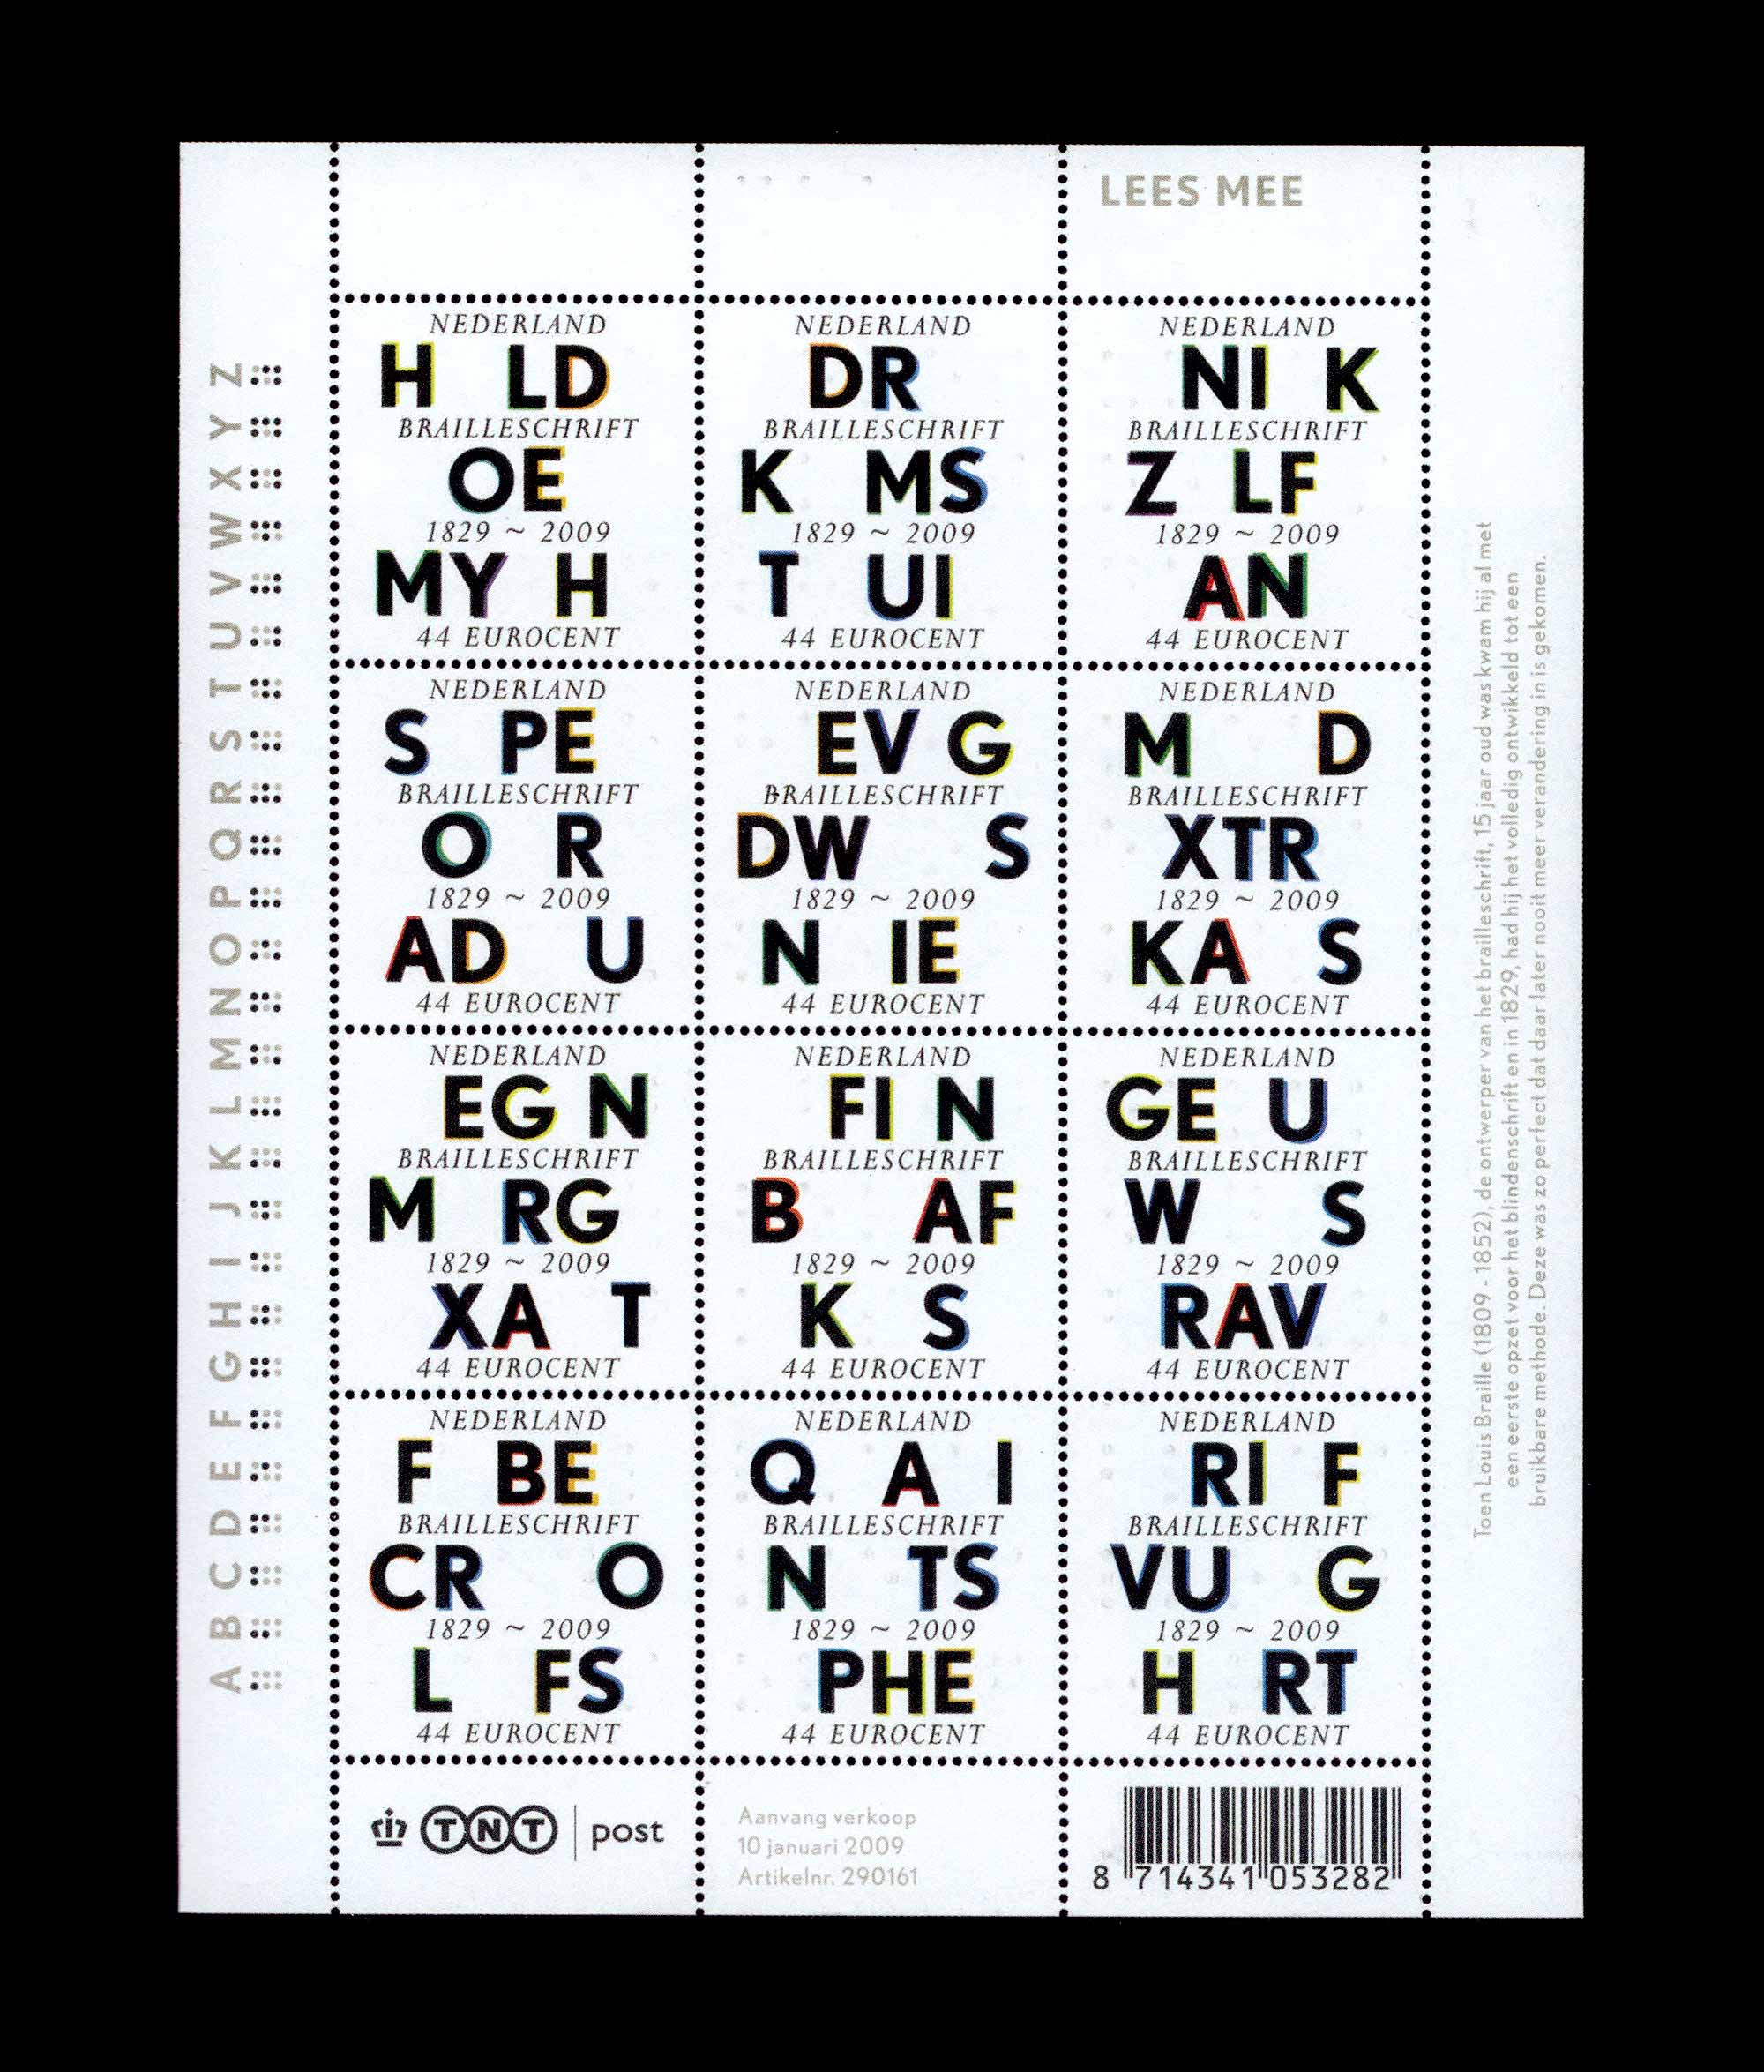 LEES MEE
NEDERLAND
H LD
BRAILLESCHRIFT
OE
1829 ~ 2009
MY H
44 EUROCENT
NEDERLAND
DR
BRAILLESCHRIFT
K MS
1829 ~ 2009
T UI
44 EUROCENT
NEDERLAND
NI K
BRAILLESCHRIFT
Z LF
1829 ~ 2009
AN
44 EUROCENT
NEDERLAND
S PE
BRAILLESCHRIFT
O R
1829 ~ 2009
AD U
44 EUROCENT
NEDERLAND
EV G
BRAILLESCHRIFT
DW S
1829 ~ 2009
N IE
44 EUROCENT
NEDERLAND
M D
BRAILLESCHRIFT
XTR
1829 ~ 2009
KA S
44 EUROCENT
NEDERLAND
EG N
BRAILLESCHRIFT
M RG
1829 ~ 2009
XA T
44 EUROCENT
NEDERLAND
FI N
BRAILLESCHRIFT
B AF
1829 ~ 2009
K S
44 EUROCENT
NEDERLAND
GE U
BRAILLESCHRIFT
W S
1829 ~ 2009
RAV
44 EUROCENT
NEDERLAND
F BE
BRAILLESCHRIFT
CR O
1829 ~ 2009
L FS
44 EUROCENT
NEDERLAND
Q A I
BRAILLESCHRIFT
N TS
1829 ~ 2009
PHE
44 EUROCENT
NEDERLAND
RI F
BRAILLESCHRIFT
VU G
1829 ~ 2009
H RT
44 EUROCENT
TNT post
Aanvang verkoop
10 januari 2009
Artikelnr. 290161
8 714341 053282
A B C D E F G H I J K L M N O P Q R S T U V W X Y Z
Toen Louis Braille (1809 - 1852), de ontwerper van het brailleschrift, 15 jaar oud was kwam hij al met
een eerste opzet voor het blindenschrift en in 1829, had hij het volledig ontwikkeld tot een
bruikbare methode. Deze was zo perfect dat daar later nooit meer verandering in is gekomen.